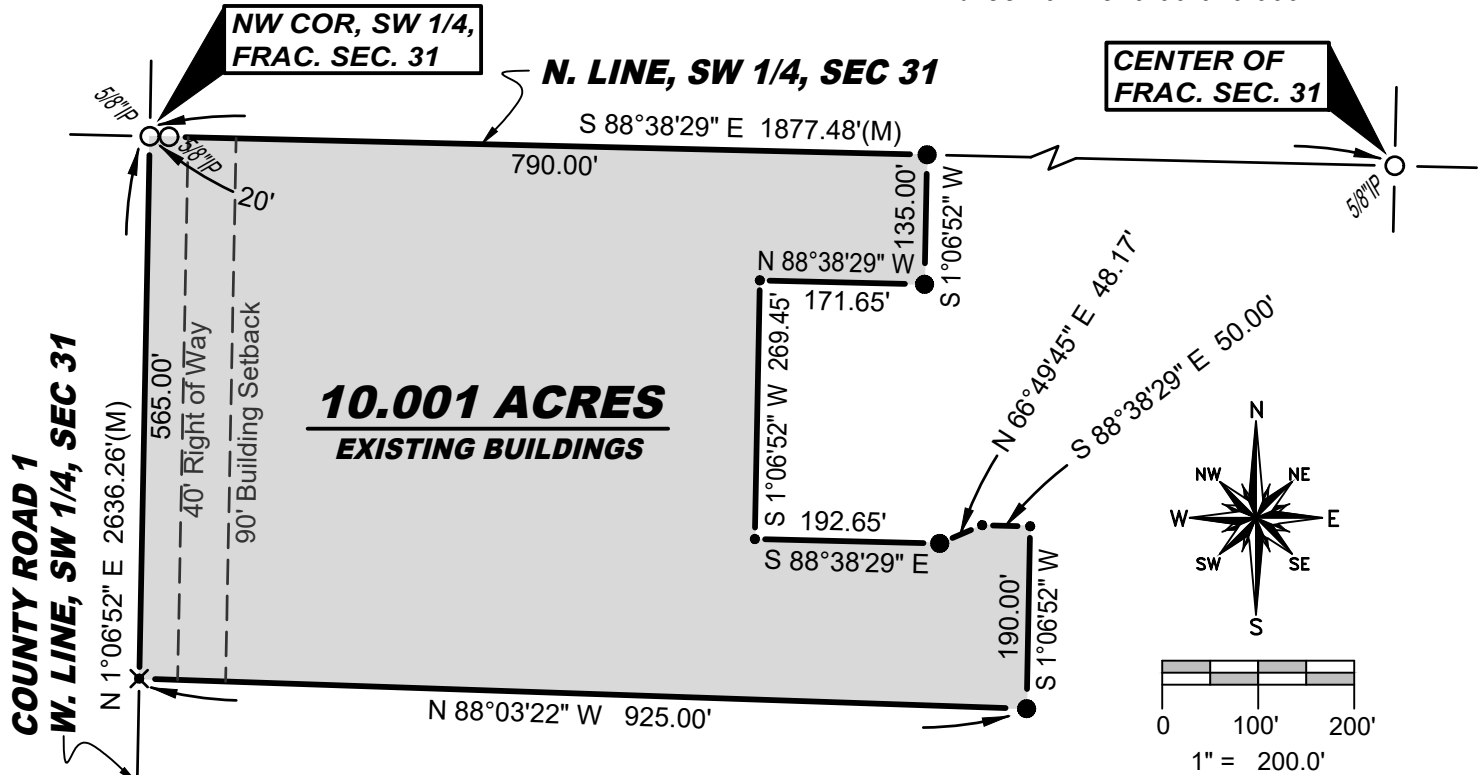 NW COR, SW 1/4,
FRAC. SEC. 31
N. LINE, SW 1/4, SEC 31
CENTER OF
FRAC. SEC. 31
5/8"IP
5/8"IP
20'
S 88°38'29" E 1877.48'(M)
790.00'
5/8"IP
135.00'
S 1°06'52" W
N 88°38'29" W
171.65'
S 1°06'52" W 269.45'
N 66°49'45" E 48.17'
S 88°38'29" E 50.00'
192.65'
S 88°38'29" E
190.00'
S 1°06'52" W
10.001 ACRES
EXISTING BUILDINGS
COUNTY ROAD 1
W. LINE, SW 1/4, SEC 31
N 1°06'52" E 2636.26'(M)
565.00'
40' Right of Way
90' Building Setback
N 88°03'22" W 925.00'
N
NW
NE
W
E
SW
SE
S
0 100' 200'
1" = 200.0'